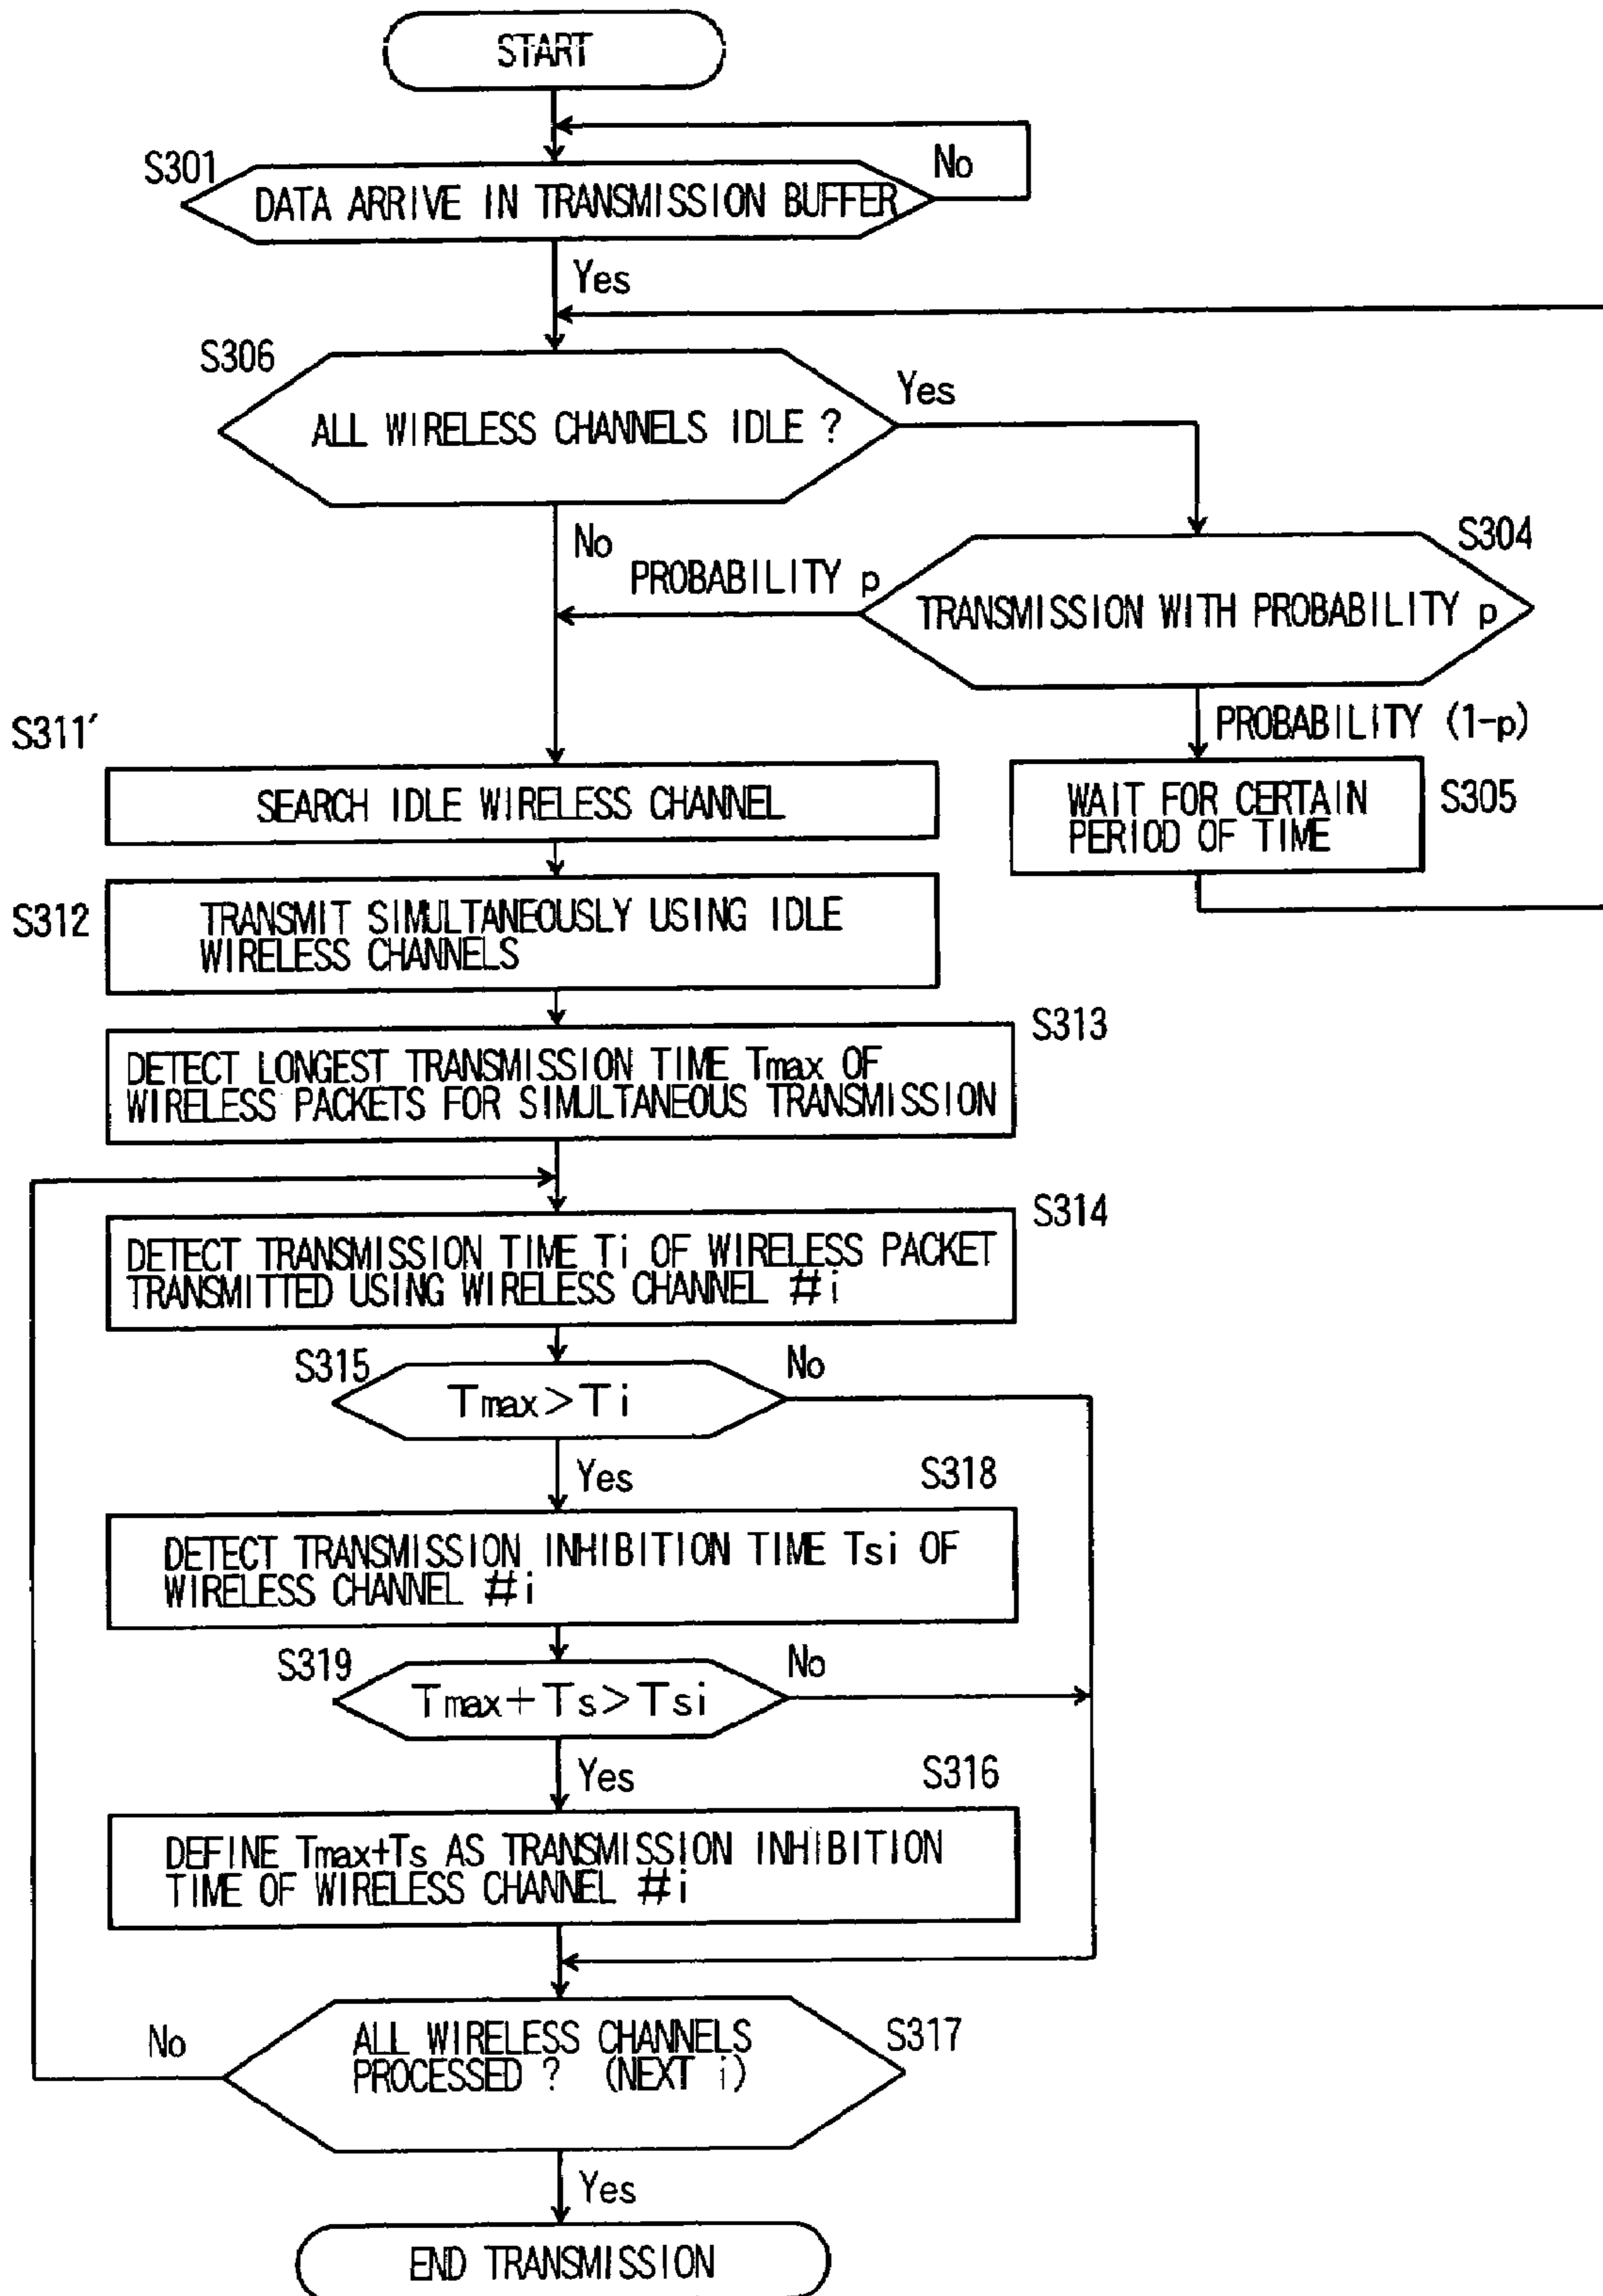 START
No
S301
DATA ARRIVE IN TRANSMISSION BUFFER
Yes
S306
ALL WIRELESS CHANNELS IDLE ?
Yes
No
S304
PROBABILITY p
TRANSMISSION WITH PROBABILITY p
S311′
PROBABILITY (1-p)
SEARCH IDLE WIRELESS CHANNEL
WAIT FOR CERTAIN
PERIOD OF TIME
S305
S312
TRANSMIT SIMULTANEOUSLY USING IDLE
WIRELESS CHANNELS
S313
DETECT LONGEST TRANSMISSION TIME Tmax OF
WIRELESS PACKETS FOR SIMULTANEOUS TRANSMISSION
S314
DETECT TRANSMISSION TIME Ti OF WIRELESS PACKET
TRANSMITTED USING WIRELESS CHANNEL #i
S315
No
Tmax>Ti
Yes
S318
DETECT TRANSMISSION INHIBITION TIME Tsi OF
WIRELESS CHANNEL #i
S319
No
Tmax+Ts>Tsi
Yes
S316
DEFINE Tmax+Ts AS TRANSMISSION INHIBITION
TIME OF WIRELESS CHANNEL #i
No
ALL WIRELESS CHANNELS
PROCESSED ? (NEXT i)
S317
Yes
END TRANSMISSION